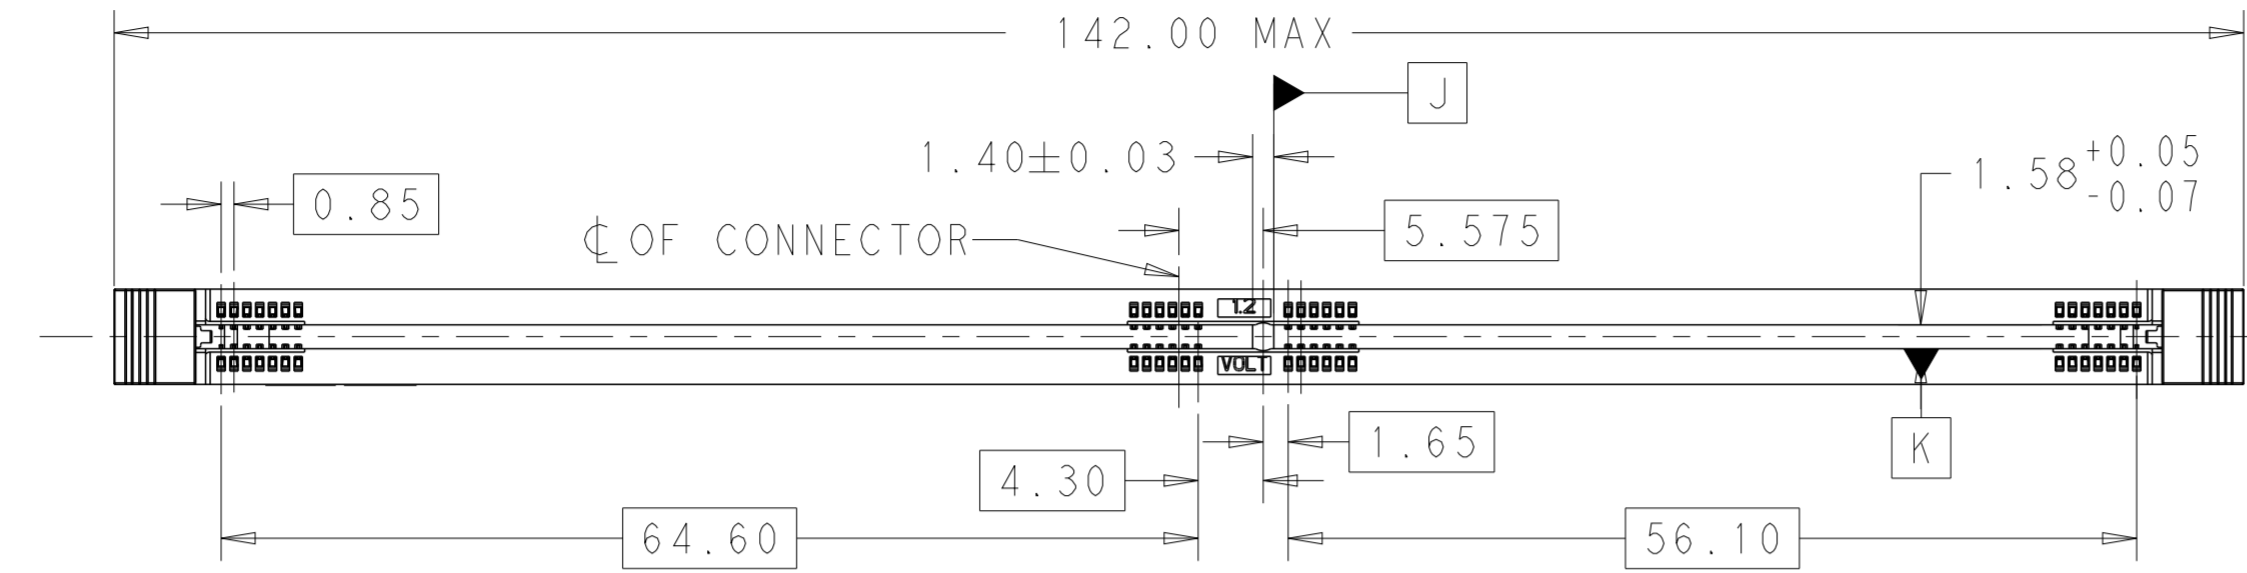 142.00 MAX
J
1.40±0.03
1.58 +0.05
-0.07
0.85
℄ OF CONNECTOR
5.575
1.2
VOLT
1.65
K
4.30
64.60
56.10